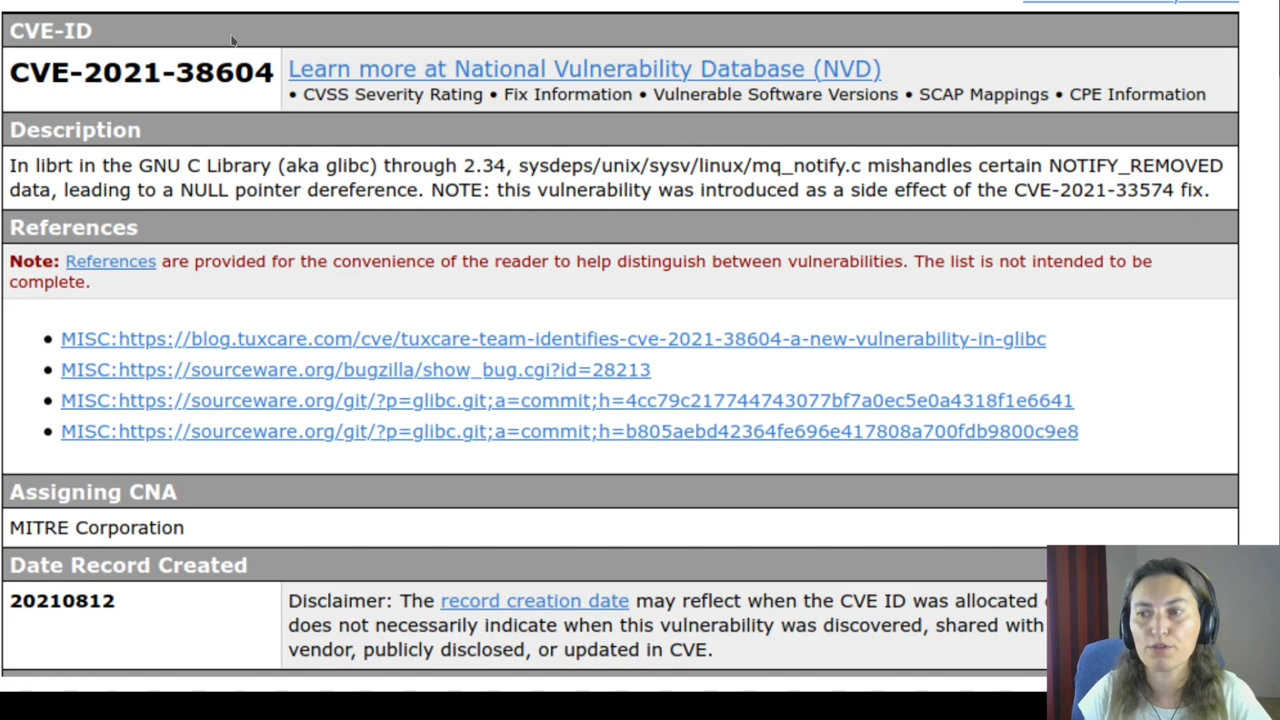 CVE-ID
CVE-2021-38604
Learn more at National Vulnerability Database (NVD)
• CVSS Severity Rating • Fix Information • Vulnerable Software Versions • SCAP Mappings • CPE Information
Description
In librt in the GNU C Library (aka glibc) through 2.34, sysdeps/unix/sysv/linux/mq_notify.c mishandles certain NOTIFY_REMOVED
data, leading to a NULL pointer dereference. NOTE: this vulnerability was introduced as a side effect of the CVE-2021-33574 fix.
References
Note: References are provided for the convenience of the reader to help distinguish between vulnerabilities. The list is not intended to be
complete.
• MISC:https://blog.tuxcare.com/cve/tuxcare-team-identifies-cve-2021-38604-a-new-vulnerability-in-glibc
• MISC:https://sourceware.org/bugzilla/show_bug.cgi?id=28213
• MISC:https://sourceware.org/git/?p=glibc.git;a=commit;h=4cc79c217744743077bf7a0ec5e0a4318f1e6641
• MISC:https://sourceware.org/git/?p=glibc.git;a=commit;h=b805aebd42364fe696e417808a700fdb9800c9e8
Assigning CNA
MITRE Corporation
Date Record Created
20210812
Disclaimer: The record creation date may reflect when the CVE ID was allocated
does not necessarily indicate when this vulnerability was discovered, shared with
vendor, publicly disclosed, or updated in CVE.